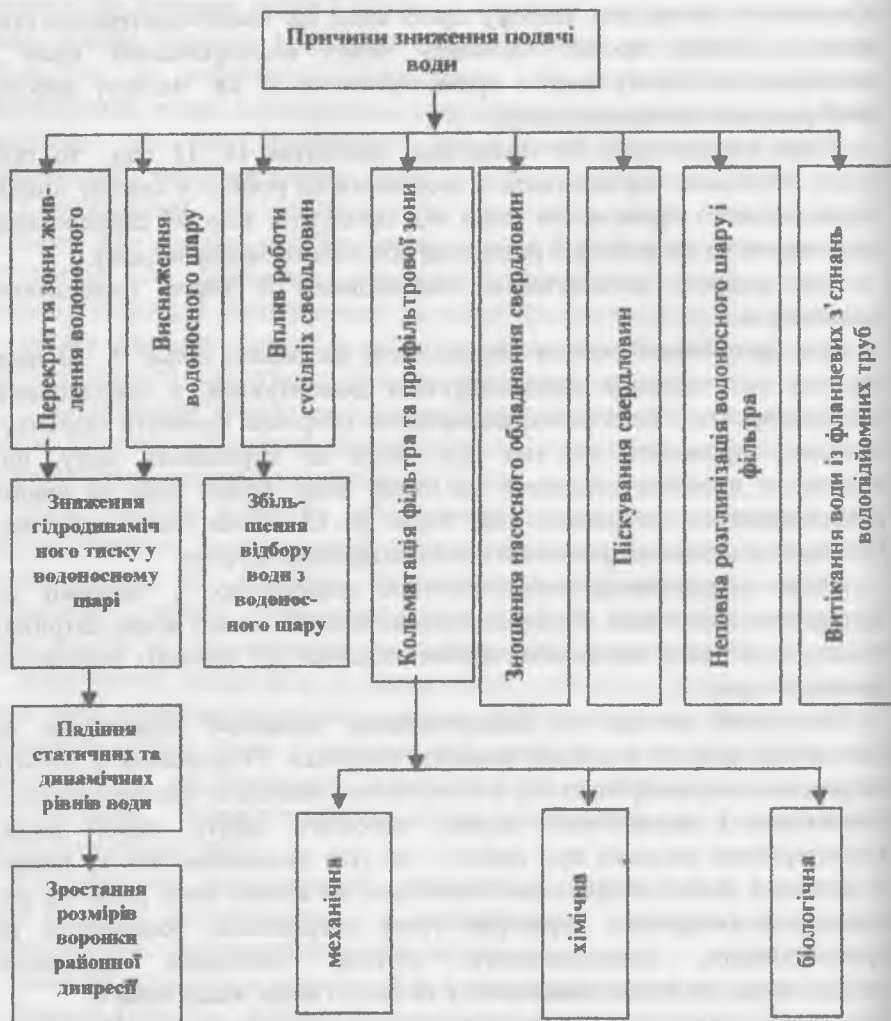 Причини зниження подачі
води
Перекриття зони жив-
лення водоносного
Виснаження
водоносного шару
Вплив роботи
сусідніх свердловин
Кольматація фільтра та прифільтрової зони
Зношення насосного обладнання свердловин
Піскування свердловин
Неповна розглинізація водоносного шару і
фільтра
Витікання води із фланцевих з’єднань
водопідйомних труб
Зниження
гідродинаміч
ного тиску у
водоносному
шарі
Збіль-
шення
відбору
води з
водонос-
ного шару
Падіння
статичних та
динамічних
рівнів води
Зростання
розмірів
воронки
районної
дипресії
механічна
хімічна
біологічна